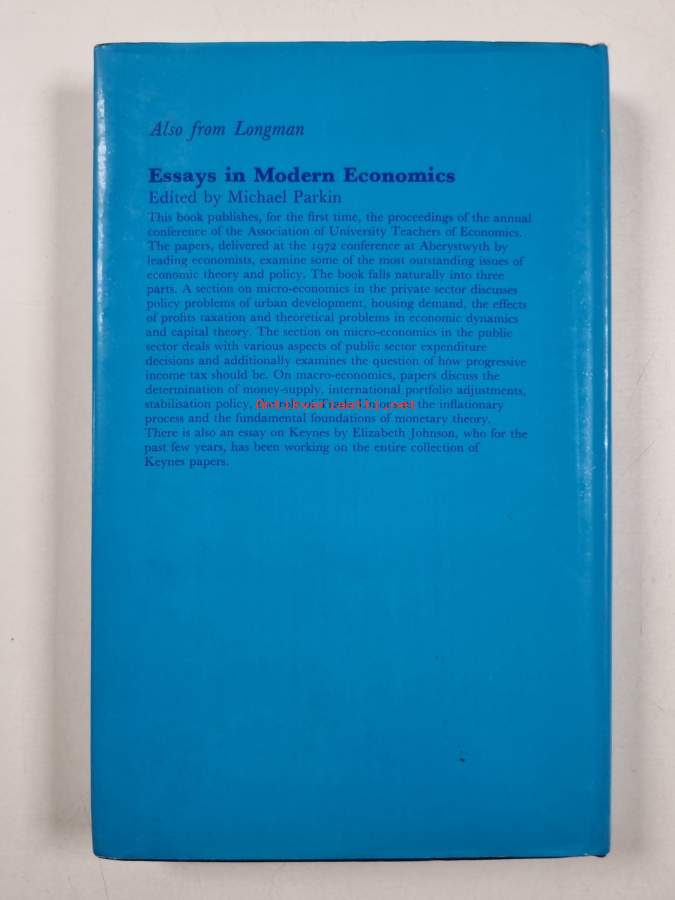 Also from Longman
Essays in Modern Economics
Edited by Michael Parkin
This book publishes, for the first time, the proceedings of the annual
conference of the Association of University Teachers of Economics.
The papers, delivered at the 1972 conference at Aberystwyth by
leading economists, examine some of the most outstanding issues of
economic theory and policy. The book falls naturally into three
parts. A section on micro-economics in the private sector discusses
policy problems of urban development, housing demand, the effects
of profits taxation and theoretical problems in economic dynamics
and capital theory. The section on micro-economics in the public
sector deals with various aspects of public sector expenditure
decisions and additionally examines the question of how progressive
income tax should be. On macro-economics, papers discuss the
determination of money-supply, international portfolio adjustments,
stabilisation policy, the inflationary
Antikvariaatti.net
process and the fundamental foundations of monetary theory.
There is also an essay on Keynes by Elizabeth Johnson, who for the
past few years, has been working on the entire collection of
Keynes papers.